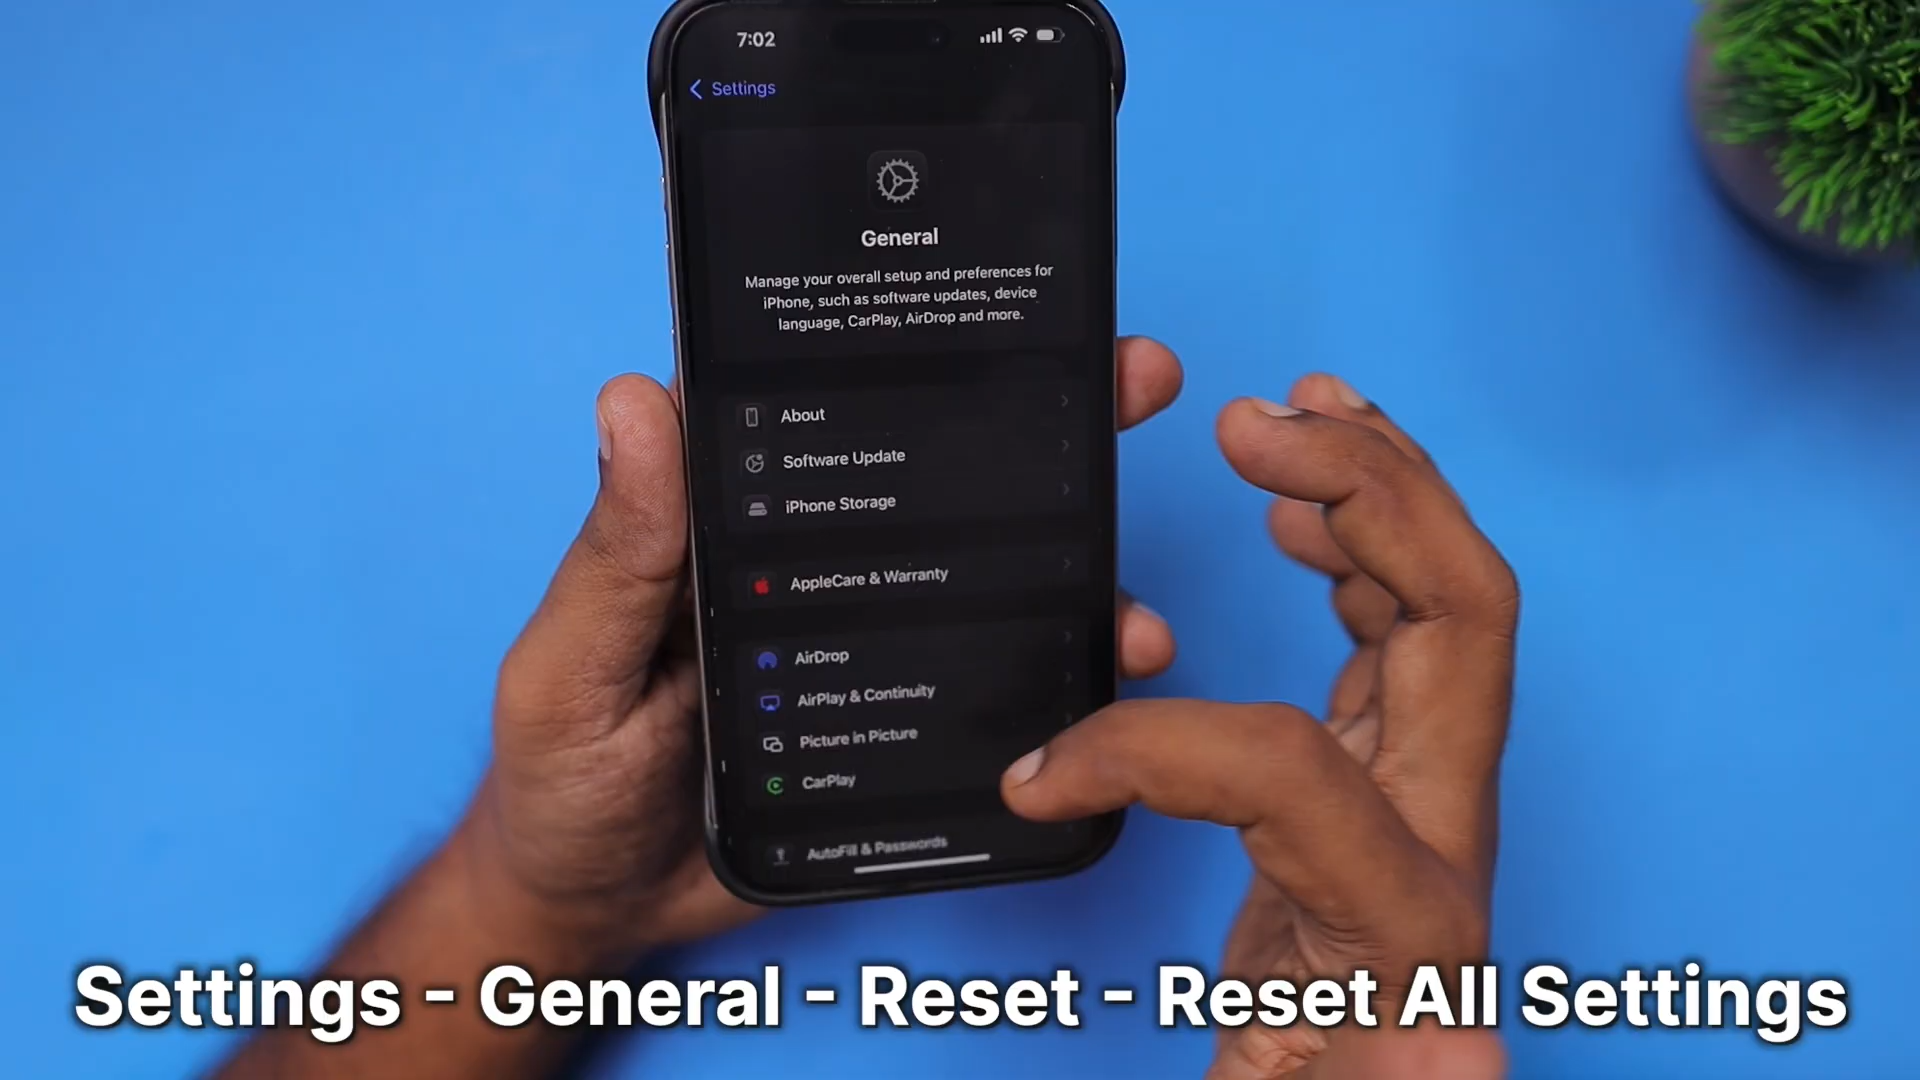 7:02
Settings
General
Manage your overall setup and preferences for
iPhone, such as software updates, device
language, CarPlay, AirDrop and more.
About
Software Update
iPhone Storage
AppleCare & Warranty
AirDrop
AirPlay & Continuity
Picture in Picture
CarPlay
AutoFill & Passwords
Settings - General - Reset - Reset All Settings